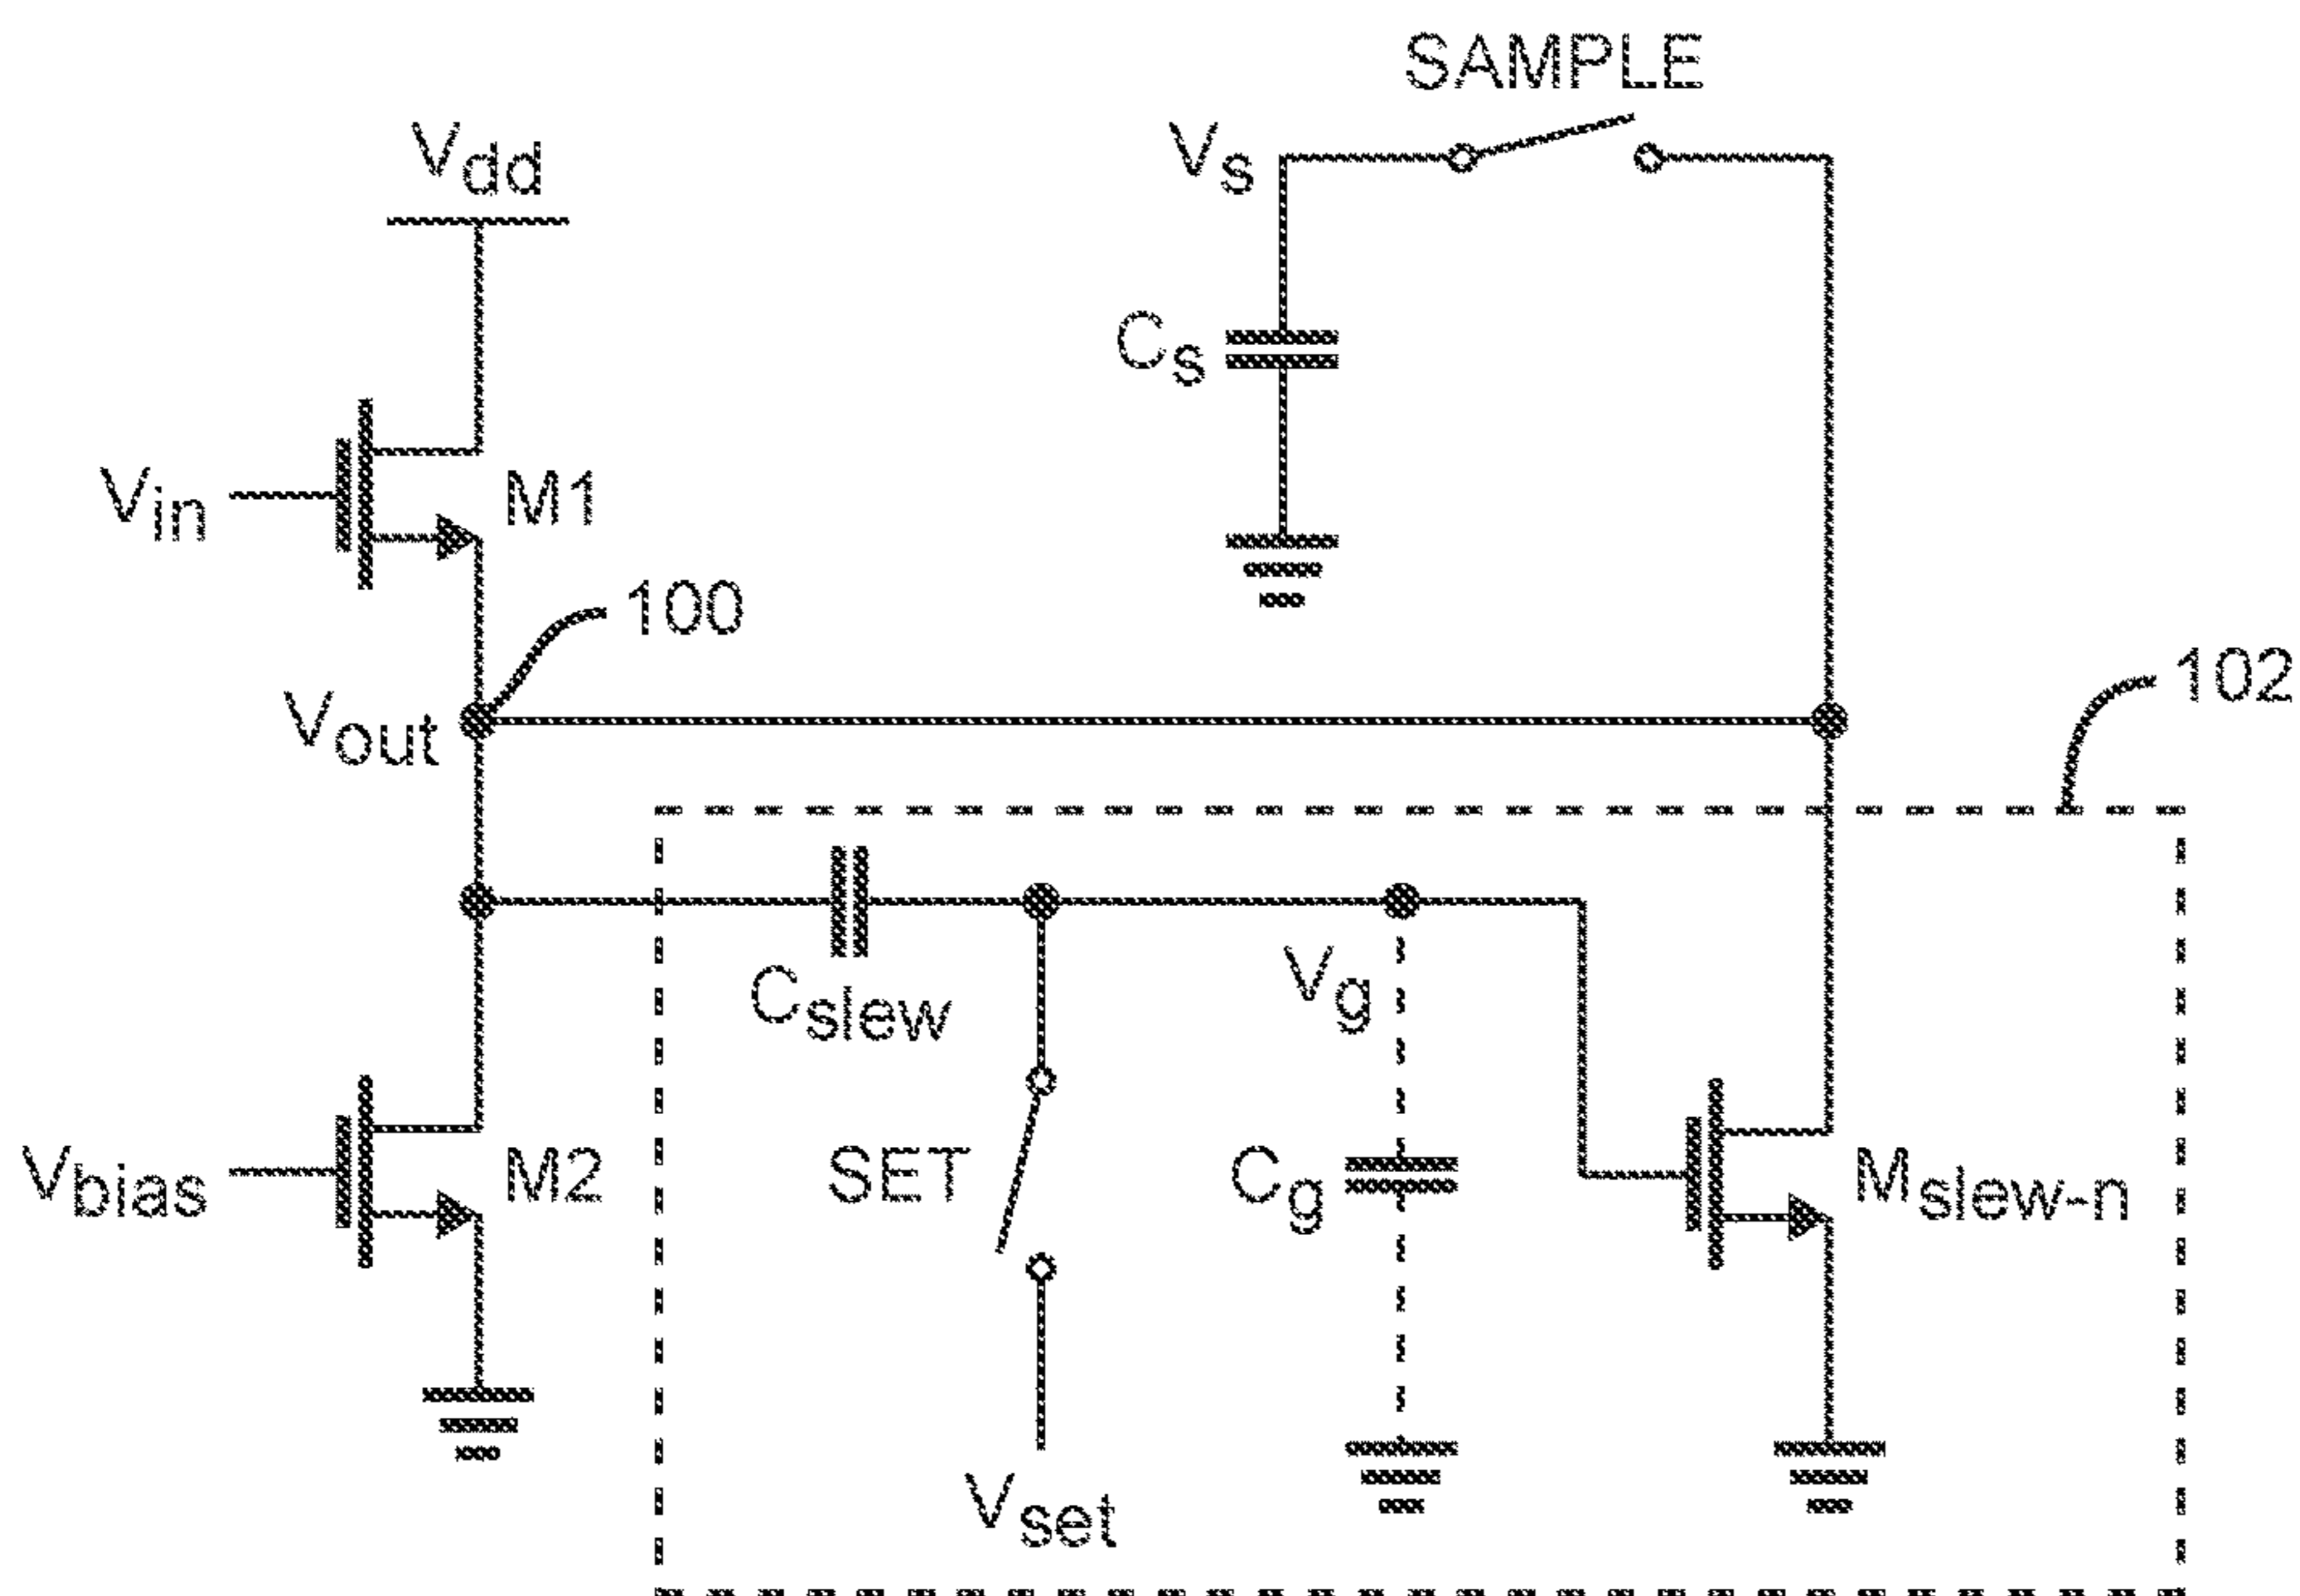 SAMPLE
Vdd
Vs
Cs
Vin
M1
100
Vout
102
Cslew
Vg
Vbias
M2
SET
Cg
Mslew-n
Vset